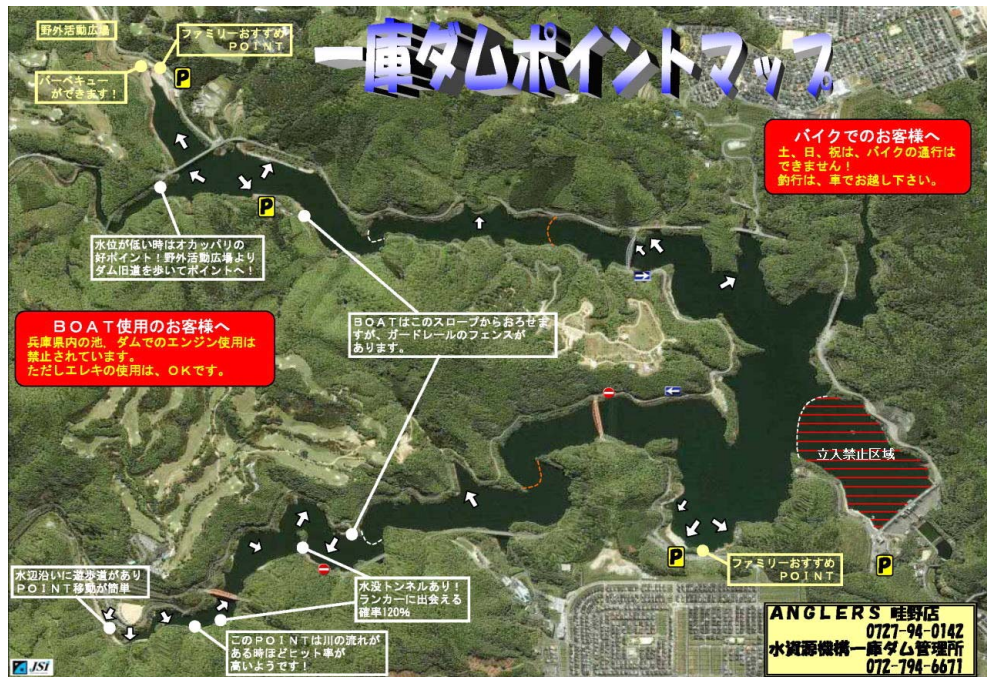 一庫ダムポイントマップ
野外活動広場
ファミリーおすすめ
ＰＯＩＮＴ
バーベキュー
ができます！
P
バイクでのお客様へ
土、日、祝は、バイクの通行は
できません！
釣行は、車でお越し下さい。
P
水位が低い時はオカッパリの
好ポイント！野外活動広場より
ダム旧道を歩いてポイントへ！
ＢＯＡＴ使用のお客様へ
兵庫県内の池、ダムでのエンジン使用は
禁止されています。
ただしエレキの使用は、ＯＫです。
ＢＯＡＴはこのスロープからおろせま
すが、ガードレールのフェンスが
あります。
立入禁止区域
P
ファミリーおすすめ
ＰＯＩＮＴ
P
水辺沿いに遊歩道があり
ＰＯＩＮＴ移動が簡単
水没トンネルあり！
ランカーに出会える
確率120%
このＰＯＩＮＴは川の流れが
ある時ほどヒット率が
高いようです！
ＡＮＧＬＥＲＳ 畦野店
0727-94-0142
水資源機構一庫ダム管理所
072-794-6671
JSI